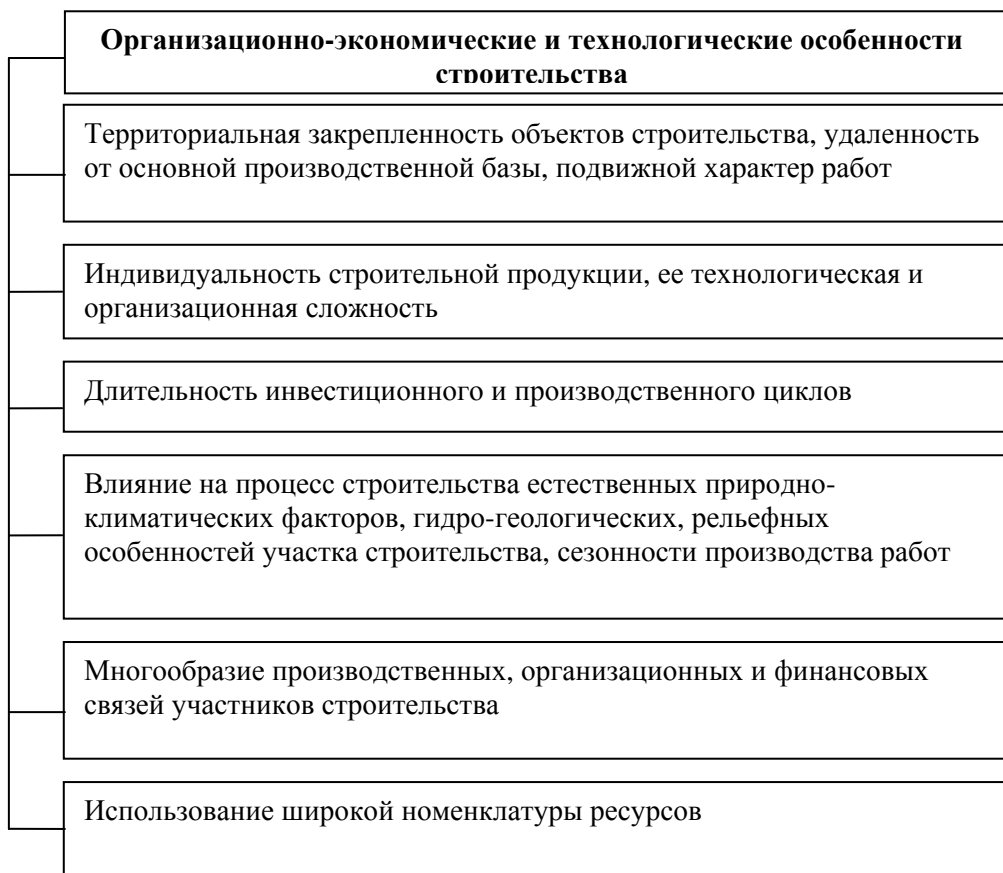 Организационно-экономические и технологические особенности
строительства
Территориальная закрепленность объектов строительства, удаленность
от основной производственной базы, подвижной характер работ
Индивидуальность строительной продукции, ее технологическая и
организационная сложность
Длительность инвестиционного и производственного циклов
Влияние на процесс строительства естественных природно-
климатических факторов, гидро-геологических, рельефных
особенностей участка строительства, сезонности производства работ
Многообразие производственных, организационных и финансовых
связей участников строительства
Использование широкой номенклатуры ресурсов